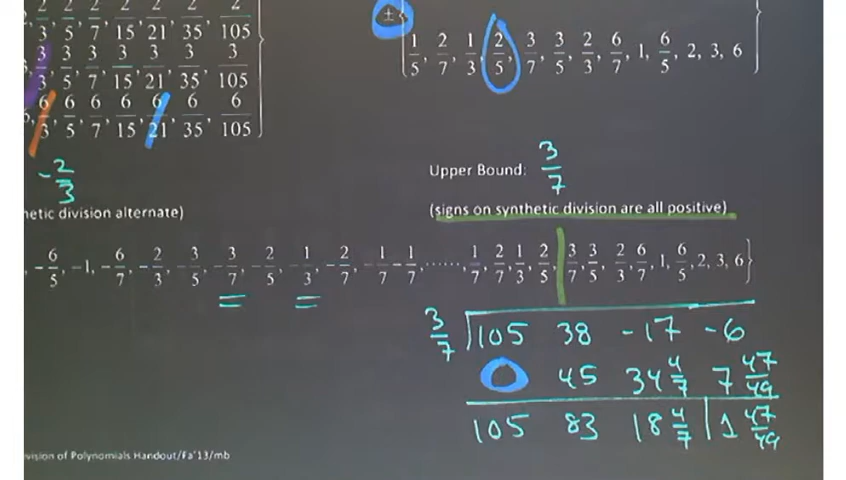 2/3, 2/5, 2/7, 2/15, 2/21, 2/35, 2/105
3/3, 3/5, 3/7, 3/15, 3/21, 3/35, 3/105
6/3, 6/5, 6/7, 6/15, 6/21, 6/35, 6/105
-2/3
±{
1/5, 2/7, 1/3, 2/5, 3/7, 3/5, 2/3, 6/7, 1, 6/5, 2, 3, 6 }
Upper Bound: 3/7
(signs on synthetic division are all positive)
netic division alternate)
-6/5, -1, -6/7, -2/3, -3/5, -3/7, -2/5, -1/3, -2/7, -1/7 -1/7, ......, 1/7, 2/7, 1/3, 2/5, 3/7, 3/5, 2/3, 6/7, 1, 6/5, 2, 3, 6}
3/7 105 38 -17 -6
0 45 34 4/7 7 47/49
105 83 18 4/7 1 47/49
vision of Polynomials Handout/Fa'13/mb